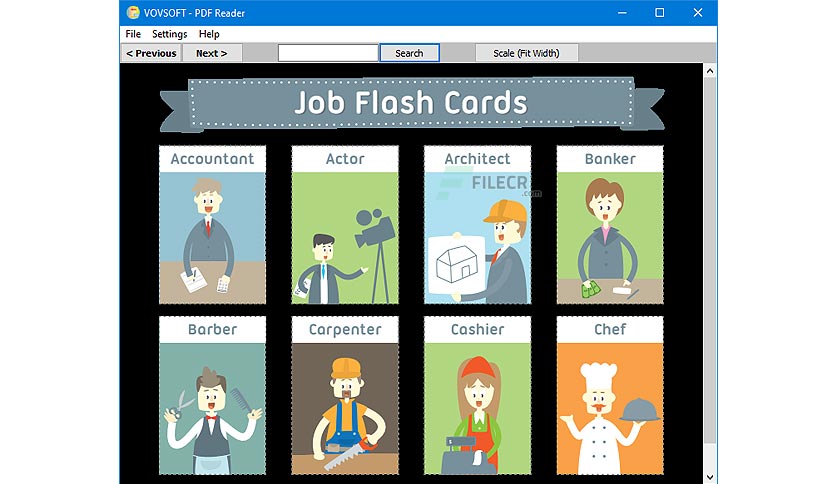 VOVSOFT - PDF Reader
File Settings Help
< Previous Next > Search Scale (Fit Width)
Job Flash Cards
Accountant Actor Architect Banker
FILECR
.com
Barber Carpenter Cashier Chef